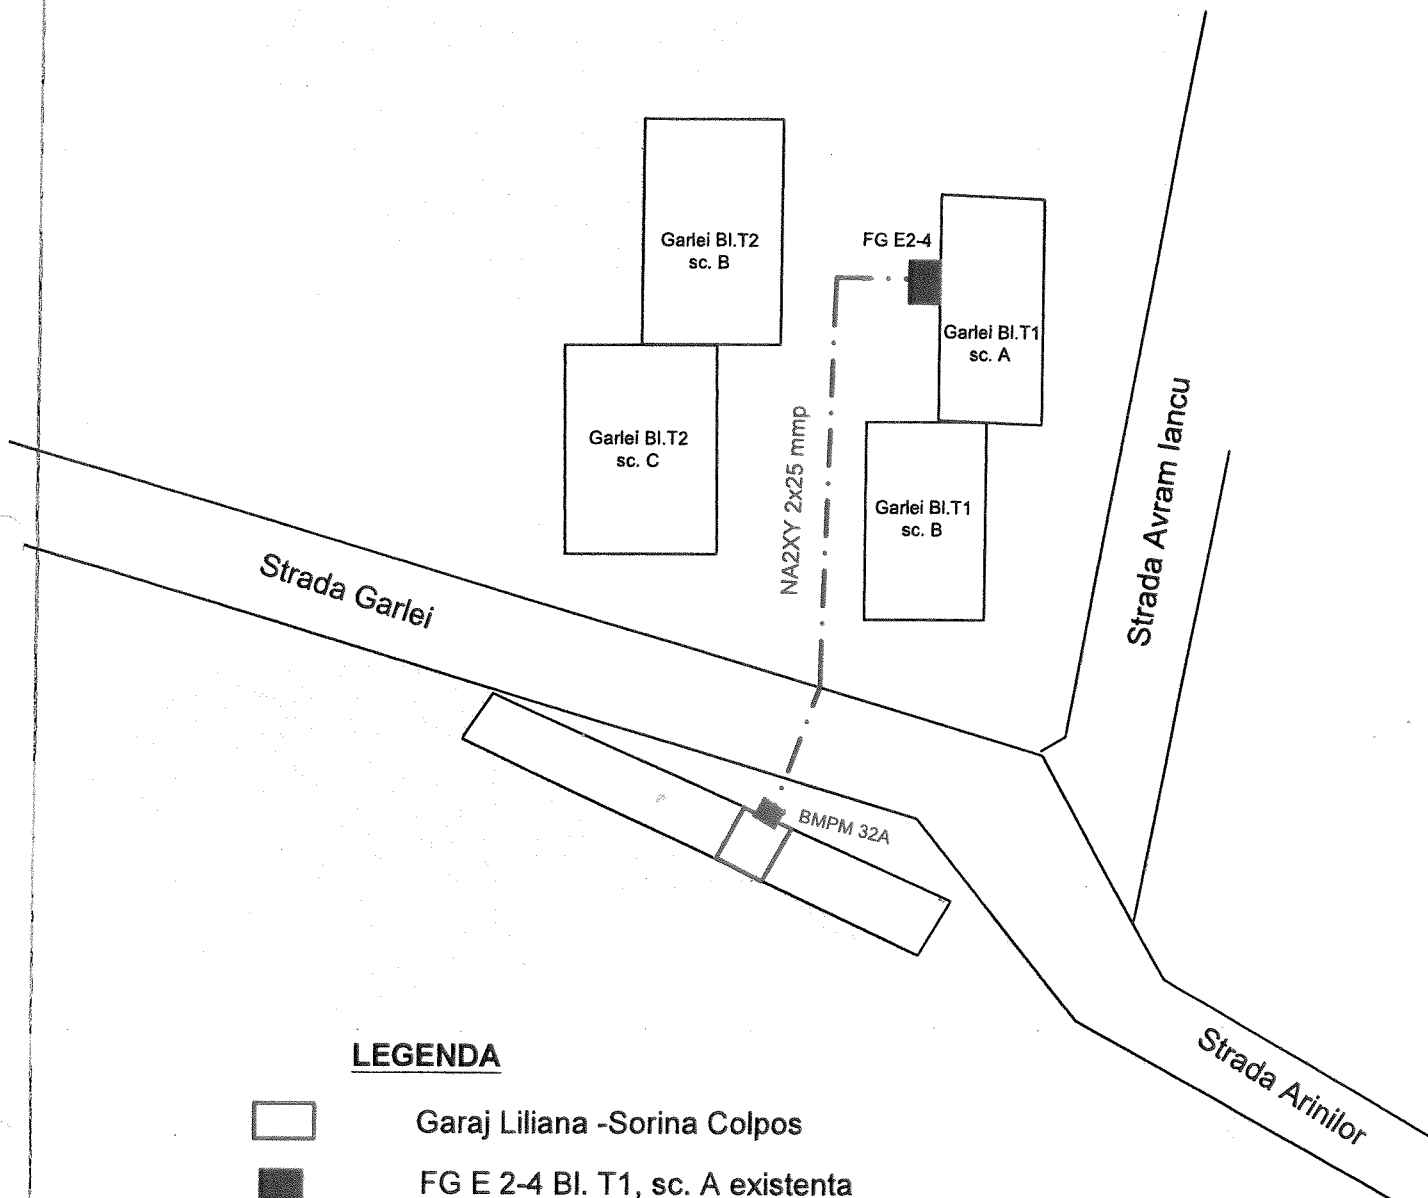 Garlei Bl.T2
sc. B
FG E2-4
Garlei Bl.T1
sc. A
Garlei Bl.T2
sc. C
NA2XY 2x25 mmp
Garlei Bl.T1
sc. B
Strada Avram Iancu
Strada Garlei
BMPM 32A
Strada Arinilor
LEGENDA
Garaj Liliana -Sorina Colpos
FG E 2-4 Bl. T1, sc. A existenta